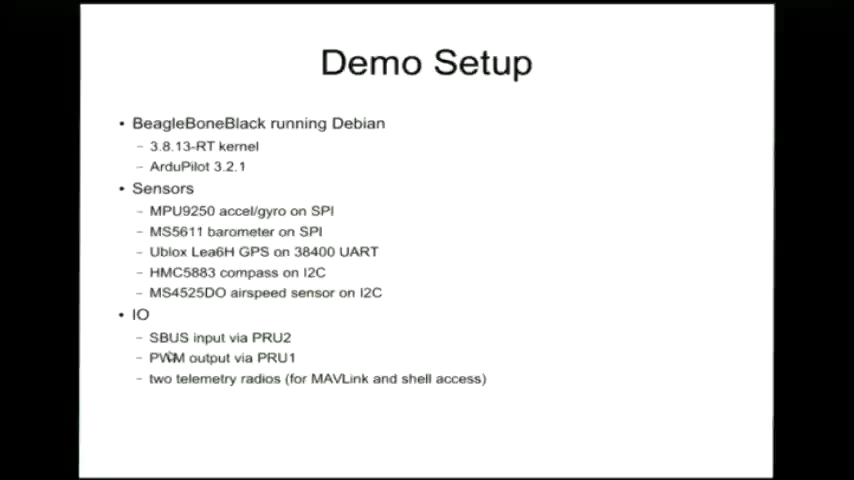 Demo Setup
• BeagleBoneBlack running Debian
– 3.8.13-RT kernel
– ArduPilot 3.2.1
• Sensors
– MPU9250 accel/gyro on SPI
– MS5611 barometer on SPI
– Ublox Lea6H GPS on 38400 UART
– HMC5883 compass on I2C
– MS4525DO airspeed sensor on I2C
• IO
– SBUS input via PRU2
– PWM output via PRU1
– two telemetry radios (for MAVLink and shell access)